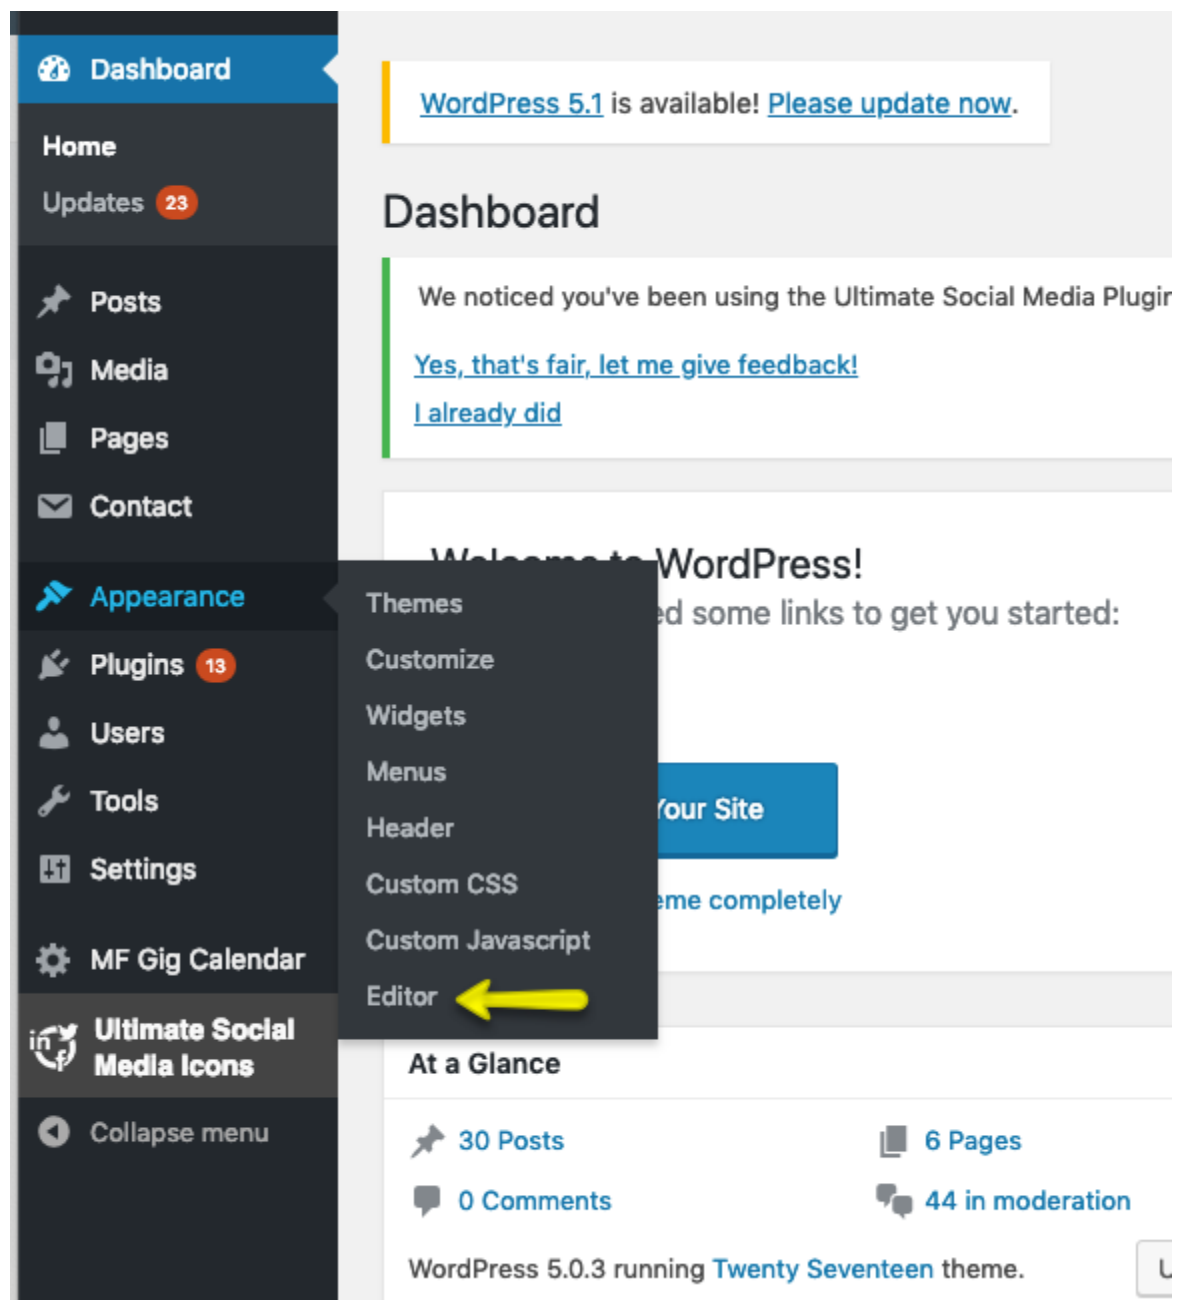 Dashboard
Home
Updates 23
Posts
Media
Pages
Contact
Appearance
Plugins 13
Users
Tools
Settings
MF Gig Calendar
Ultimate Social
Media Icons
Collapse menu
Themes
Customize
Widgets
Menus
Header
Custom CSS
Custom Javascript
Editor
WordPress 5.1 is available! Please update now.
Dashboard
We noticed you've been using the Ultimate Social Media
Yes, that's fair, let me give feedback!
I already did
Welcome to WordPress!
some links to get you started:
Your Site
completely
At a Glance
30 Posts
6 Pages
0 Comments
44 in moderation
WordPress 5.0.3 running Twenty Seventeen theme.